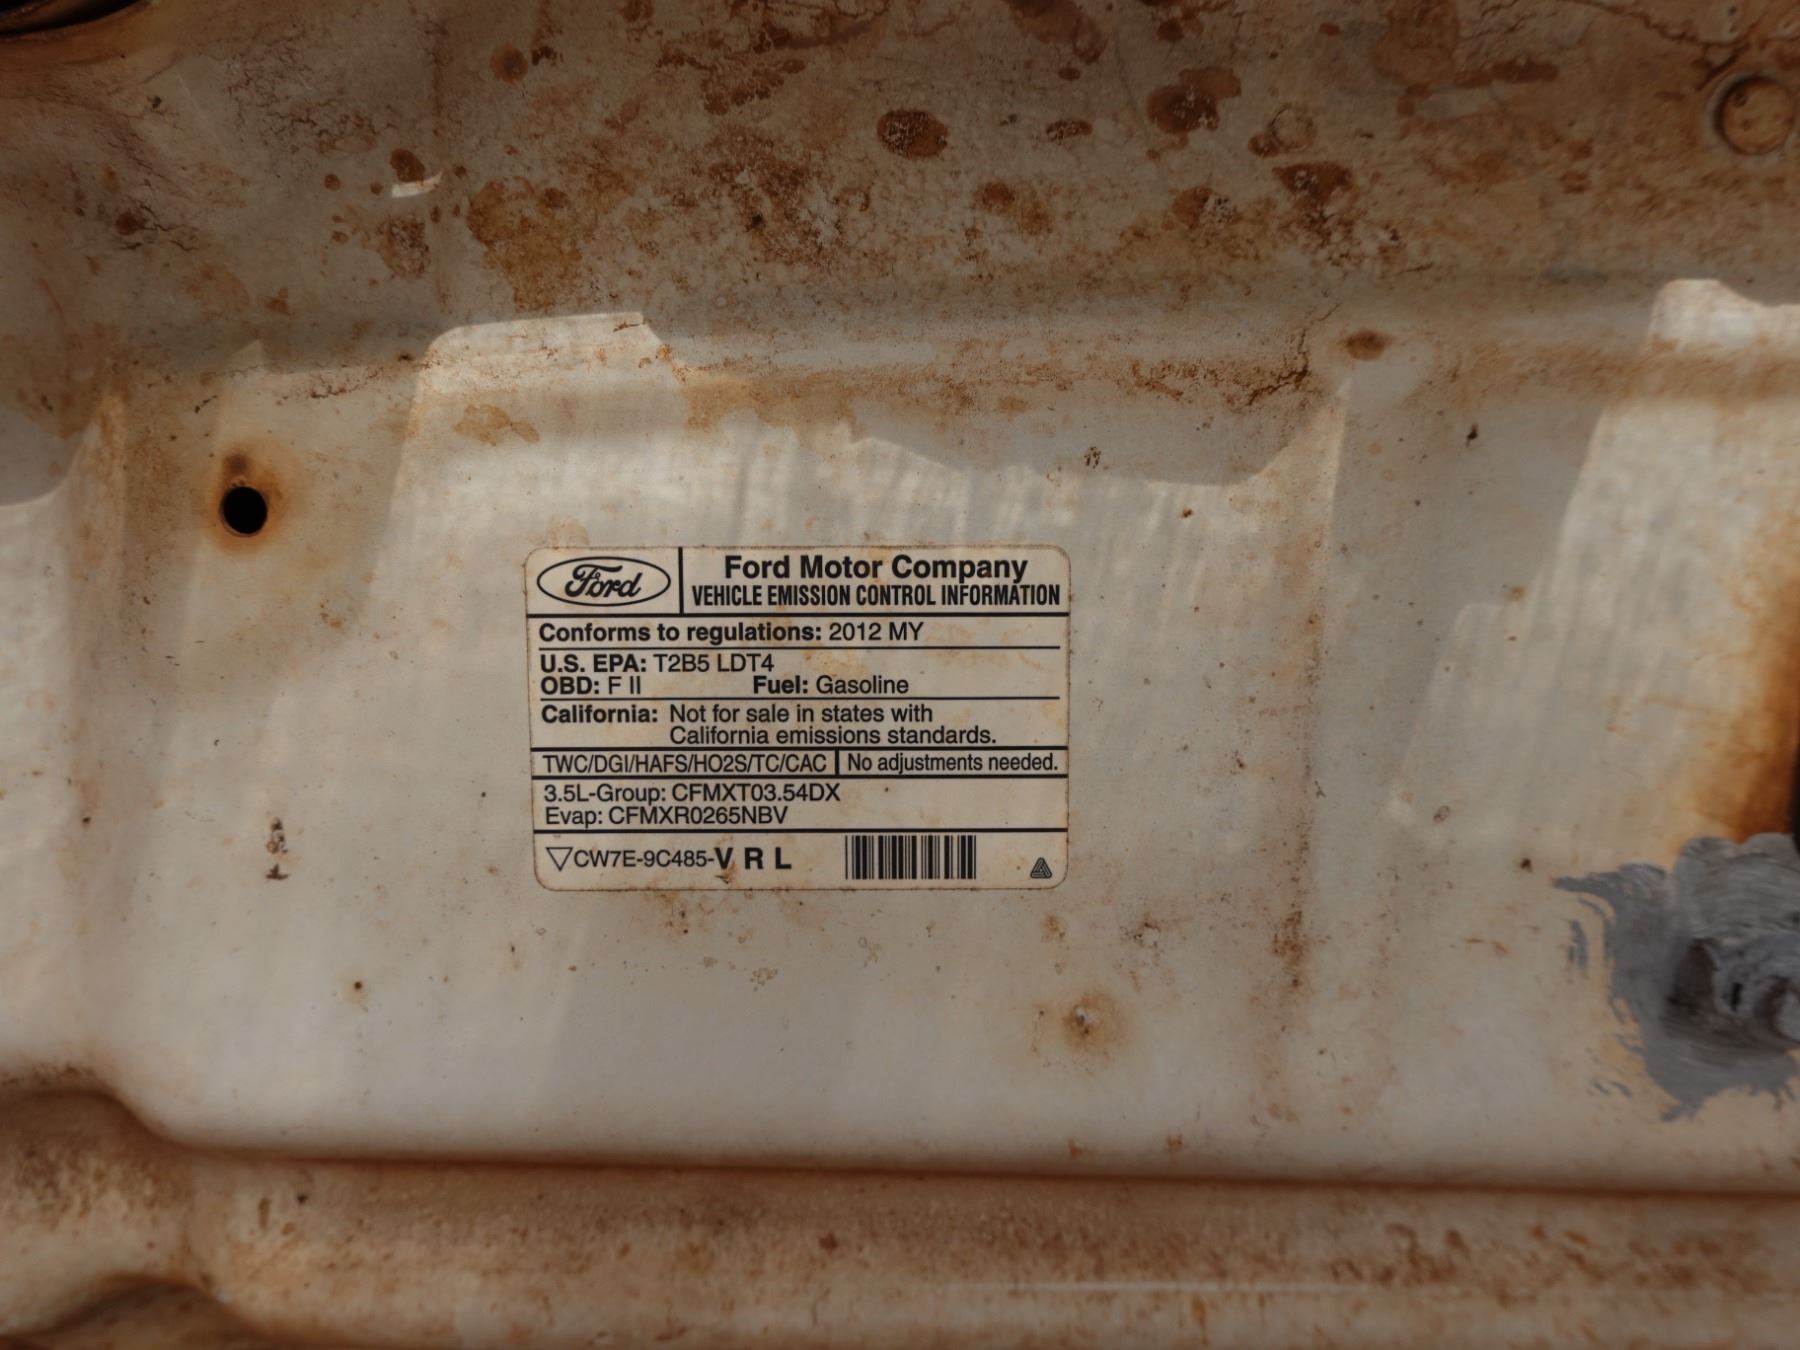 Ford
Ford Motor Company
VEHICLE EMISSION CONTROL INFORMATION
Conforms to regulations: 2012 MY
U.S. EPA: T2B5 LDT4
OBD: F II Fuel: Gasoline
California: Not for sale in states with
California emissions standards.
TWC/DGI/HAFS/HO2S/TC/CAC No adjustments needed.
3.5L-Group: CFMXT03.54DX
Evap: CFMXR0265NBV
CW7E-9C485-V R L